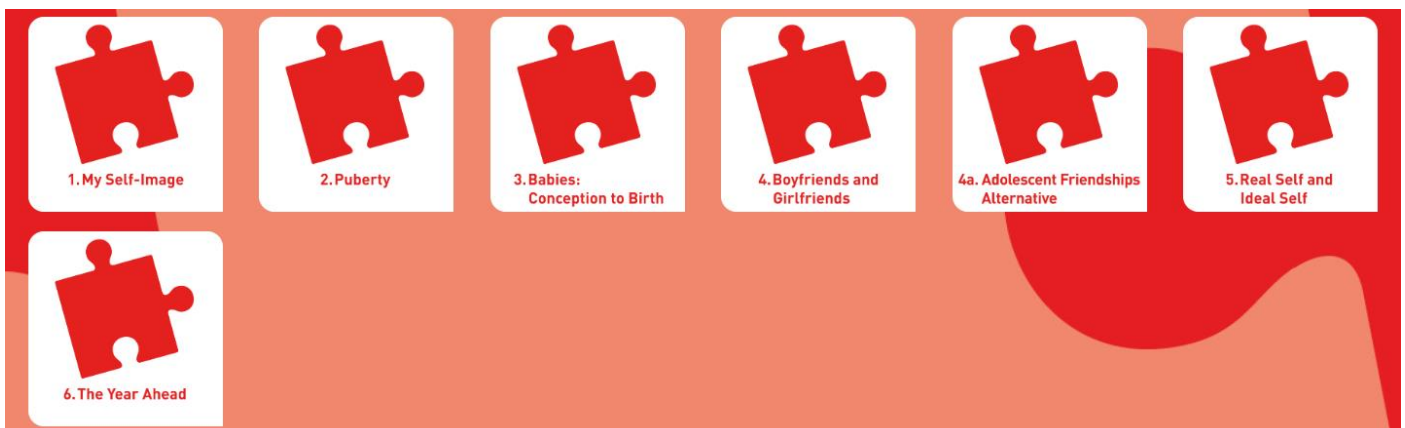 1. My Self-Image
2. Puberty
3. Babies:
Conception to Birth
4. Boyfriends and
Girlfriends
4a. Adolescent Friendships
Alternative
5. Real Self and
Ideal Self
6. The Year Ahead